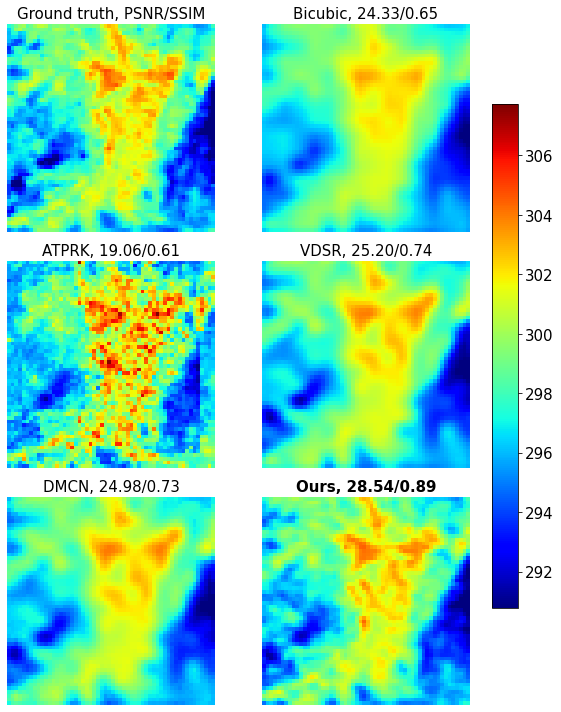 Ground truth, PSNR/SSIM
Bicubic, 24.33/0.65
ATPRK, 19.06/0.61
VDSR, 25.20/0.74
DMCN, 24.98/0.73
Ours, 28.54/0.89
306
304
302
300
298
296
294
292